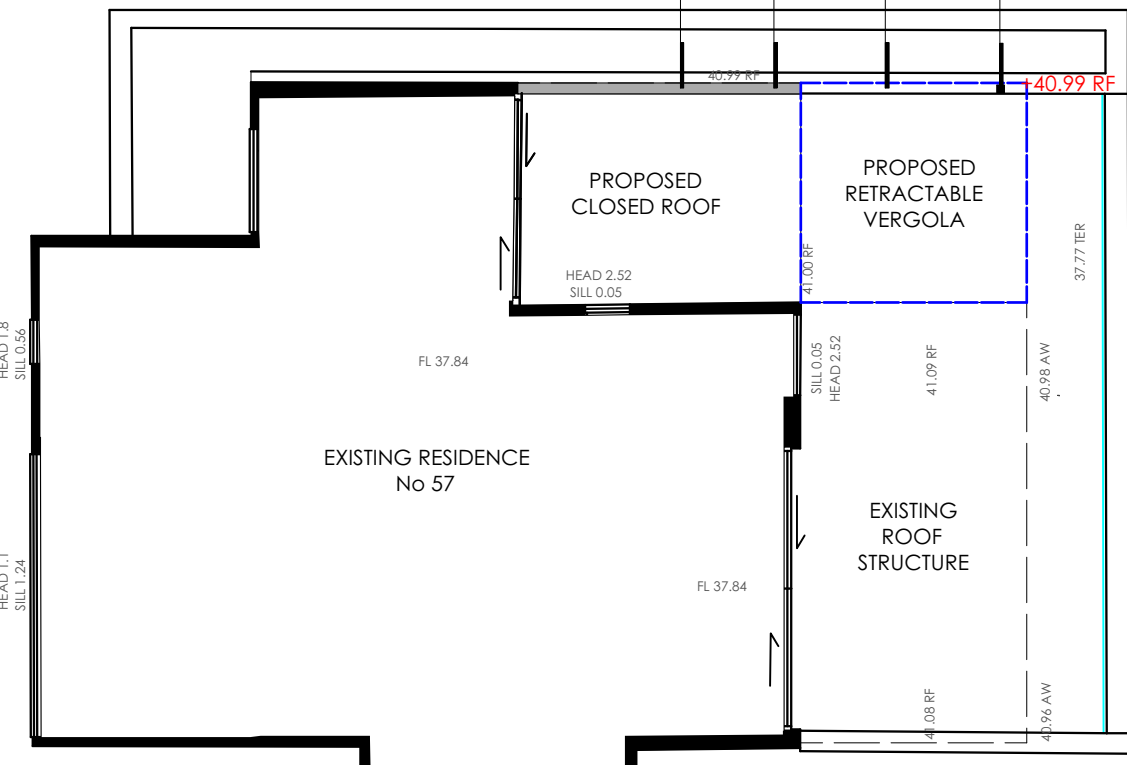 40.99 RF
+40.99 RF
PROPOSED
CLOSED ROOF
PROPOSED
RETRACTABLE
VERGOLA
37.77 TER
41.00 RF
HEAD 2.52
SILL 0.05
HEAD 1.8
SILL 0.56
FL 37.84
SILL 0.05
HEAD 2.52
41.09 RF
40.98 AW
EXISTING RESIDENCE
No 57
EXISTING
ROOF
STRUCTURE
HEAD 1.1
SILL 1.24
FL 37.84
41.08 RF
40.96 AW